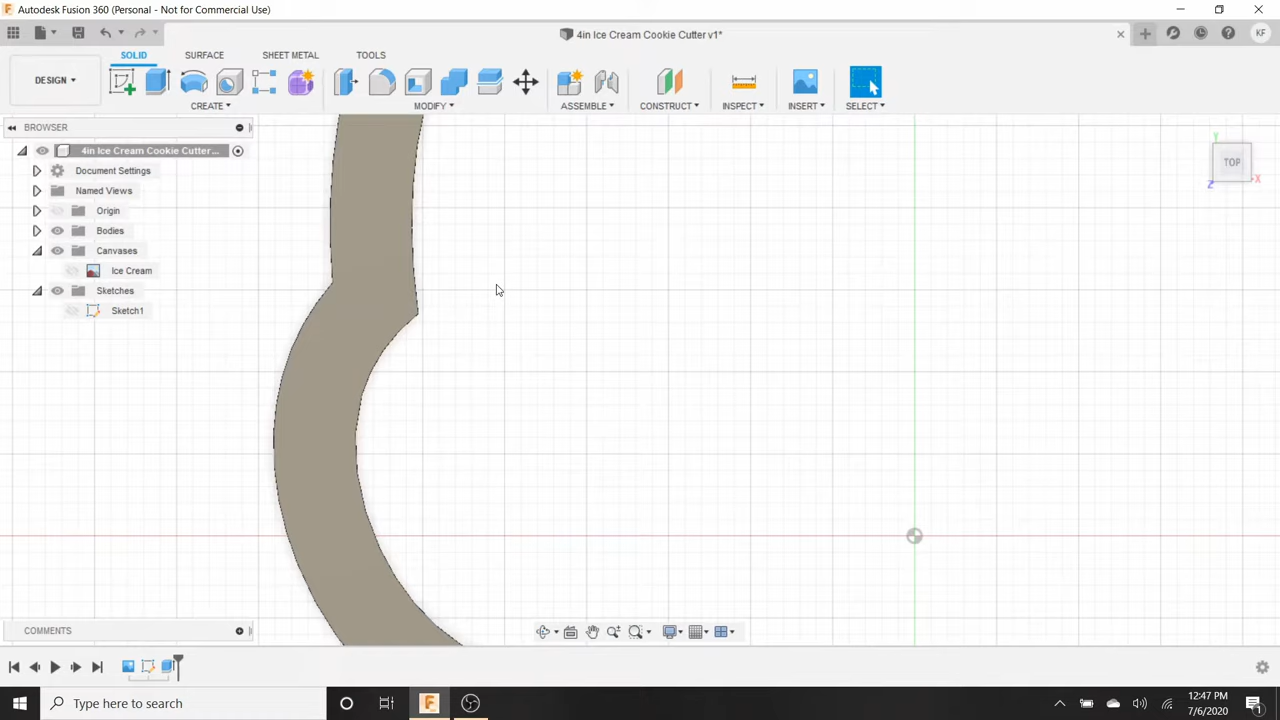 Autodesk Fusion 360 (Personal - Not for Commercial Use)
4in Ice Cream Cookie Cutter v1*
KF
DESIGN
SOLID SURFACE SHEET METAL TOOLS
CREATE MODIFY ASSEMBLE CONSTRUCT INSPECT INSERT SELECT
BROWSER
4in Ice Cream Cookie Cutter...
Document Settings
Named Views
Origin
Bodies
Canvases
Ice Cream
Sketches
Sketch1
Y
TOP
Z
X
COMMENTS
Type here to search
12:47 PM
7/6/2020
1